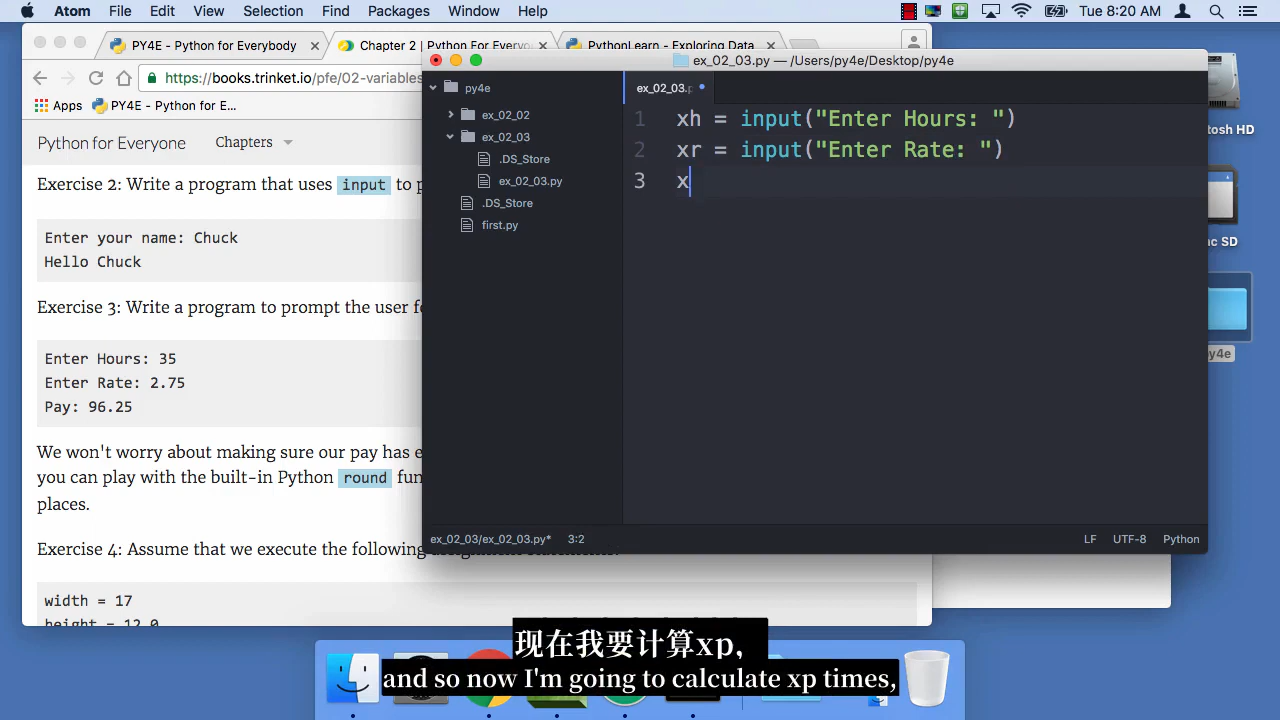 Atom File Edit View Selection Find Packages Window Help
Tue 8:20 AM
PY4E - Python for Everybody
Chapter 2 | Python For Everyo
PythonLearn - Exploring Data
https://books.trinket.io/pfe/02-variables
Apps
PY4E - Python for E...
Python for Everyone
Chapters
Exercise 2: Write a program that uses input to p
Enter your name: Chuck
Hello Chuck
Exercise 3: Write a program to prompt the user fo
Enter Hours: 35
Enter Rate: 2.75
Pay: 96.25
We won't worry about making sure our pay has e
you can play with the built-in Python round fun
places.
Exercise 4: Assume that we execute the following
width = 17
height = 12.0
ex_02_03.py — /Users/py4e/Desktop/py4e
py4e
ex_02_02
ex_02_03
.DS_Store
ex_02_03.py
.DS_Store
first.py
ex_02_03.p
1 xh = input("Enter Hours: ")
2 xr = input("Enter Rate: ")
3 x
ex_02_03/ex_02_03.py* 3:2
LF UTF-8 Python
tosh HD
ac SD
py4e
现在我要计算xp,
and so now I'm going to calculate xp times,